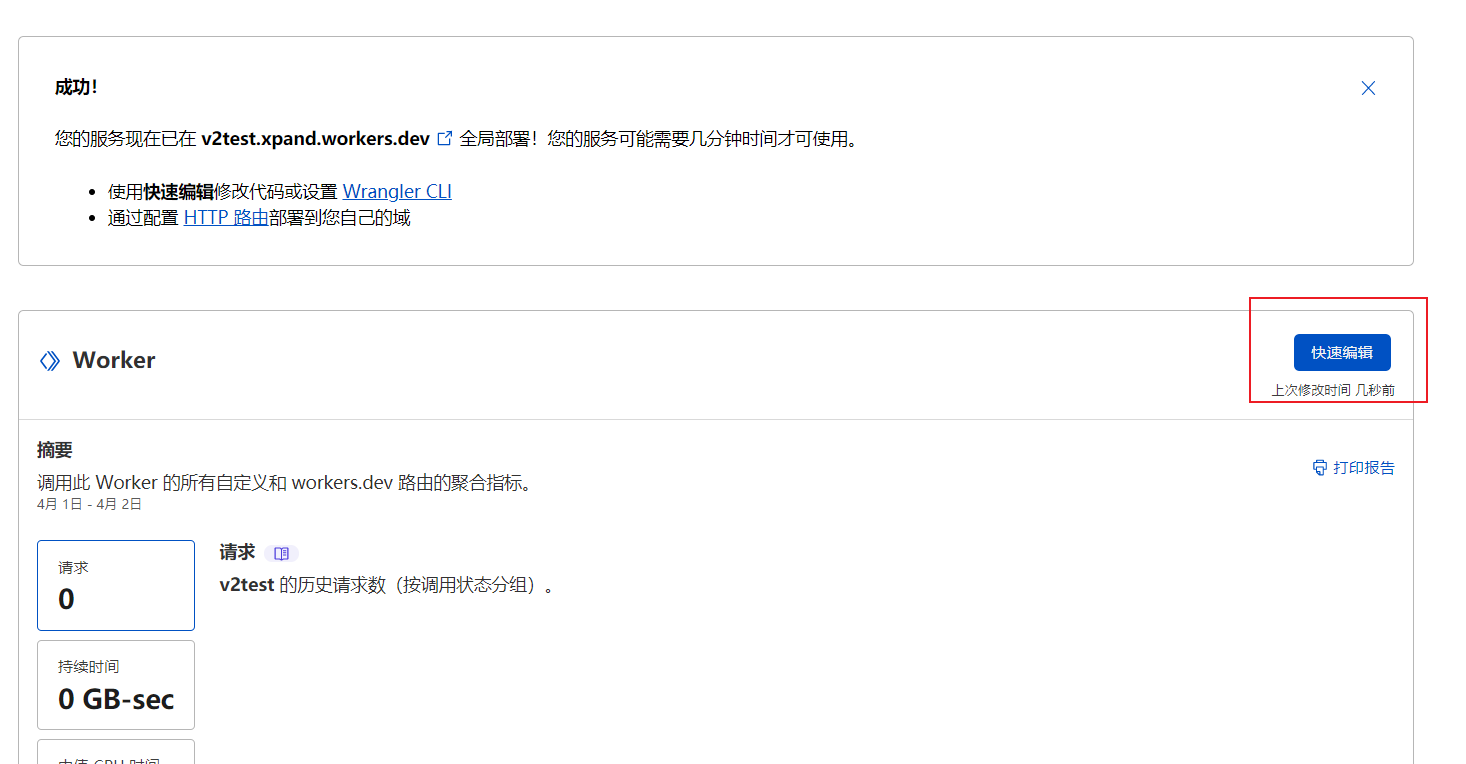 成功！
您的服务现在已在 v2test.xpand.workers.dev 全局部署！您的服务可能需要几分钟时间才可使用。
使用快速编辑修改代码或设置 Wrangler CLI
通过配置 HTTP 路由部署到您自己的域
Worker
快速编辑
上次修改时间 几秒前
摘要
打印报告
调用此 Worker 的所有自定义和 workers.dev 路由的聚合指标。
4月 1日 - 4月 2日
请求
0
请求
v2test 的历史请求数（按调用状态分组）。
持续时间
0 GB-sec